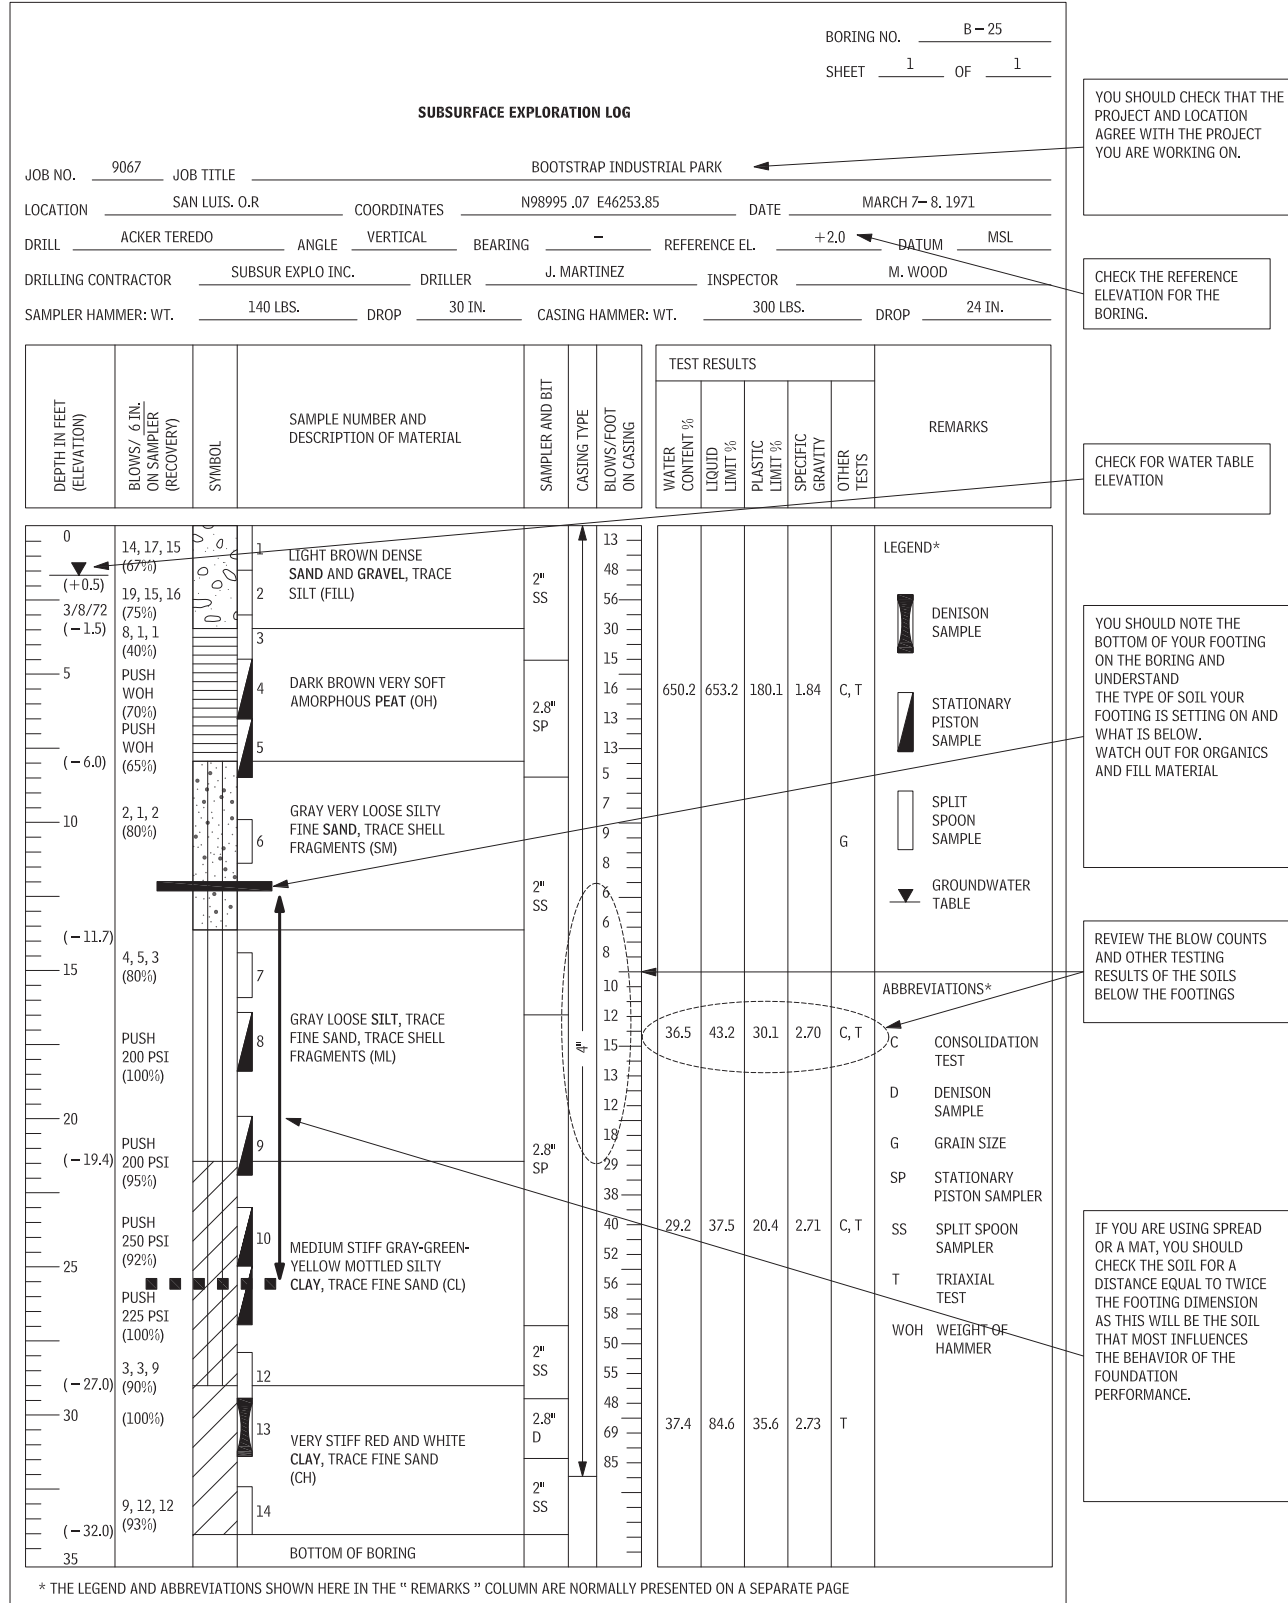 BORING NO. B – 25
SHEET 1 OF 1
SUBSURFACE EXPLORATION LOG
JOB NO. 9067 JOB TITLE BOOTSTRAP INDUSTRIAL PARK
LOCATION SAN LUIS. O.R COORDINATES N98995 .07 E46253.85 DATE MARCH 7– 8. 1971
DRILL ACKER TEREDO ANGLE VERTICAL BEARING – REFERENCE EL. +2.0 DATUM MSL
DRILLING CONTRACTOR SUBSUR EXPLO INC. DRILLER J. MARTINEZ INSPECTOR M. WOOD
SAMPLER HAMMER: WT. 140 LBS. DROP 30 IN. CASING HAMMER: WT. 300 LBS. DROP 24 IN.
DEPTH IN FEET
(ELEVATION)
BLOWS/ 6 IN.
ON SAMPLER
(RECOVERY)
SYMBOL
SAMPLE NUMBER AND
DESCRIPTION OF MATERIAL
SAMPLER AND BIT
CASING TYPE
BLOWS/FOOT
ON CASING
TEST RESULTS
WATER
CONTENT %
LIQUID
LIMIT %
PLASTIC
LIMIT %
SPECIFIC
GRAVITY
OTHER
TESTS
REMARKS
0
(+0.5)
3/8/72
(–1.5)
5
(–6.0)
10
(–11.7)
15
20
(–19.4)
25
(–27.0)
30
(–32.0)
35
14, 17, 15
(67%)
19, 15, 16
(75%)
8, 1, 1
(40%)
PUSH
WOH
(70%)
PUSH
WOH
(65%)
2, 1, 2
(80%)
4, 5, 3
(80%)
PUSH
200 PSI
(100%)
PUSH
200 PSI
(95%)
PUSH
250 PSI
(92%)
PUSH
225 PSI
(100%)
3, 3, 9
(90%)
(100%)
9, 12, 12
(93%)
1
2
3
4
5
6
7
8
9
10
12
13
14
LIGHT BROWN DENSE
SAND AND GRAVEL, TRACE
SILT (FILL)
DARK BROWN VERY SOFT
AMORPHOUS PEAT (OH)
GRAY VERY LOOSE SILTY
FINE SAND, TRACE SHELL
FRAGMENTS (SM)
GRAY LOOSE SILT, TRACE
FINE SAND, TRACE SHELL
FRAGMENTS (ML)
MEDIUM STIFF GRAY-GREEN-
YELLOW MOTTLED SILTY
CLAY, TRACE FINE SAND (CL)
VERY STIFF RED AND WHITE
CLAY, TRACE FINE SAND
(CH)
BOTTOM OF BORING
2"
SS
2.8"
SP
2"
SS
2.8"
SP
2"
SS
2.8"
D
2"
SS
4"
13
48
56
30
15
16
13
13
5
7
9
8
6
6
8
10
12
15
13
12
18
29
38
40
52
56
58
50
55
48
69
85
650.2 653.2 180.1 1.84 C, T
G
36.5 43.2 30.1 2.70 C, T
29.2 37.5 20.4 2.71 C, T
37.4 84.6 35.6 2.73 T
LEGEND*
DENISON
SAMPLE
STATIONARY
PISTON
SAMPLE
SPLIT
SPOON
SAMPLE
GROUNDWATER
TABLE
ABBREVIATIONS*
C CONSOLIDATION
TEST
D DENISON
SAMPLE
G GRAIN SIZE
SP STATIONARY
PISTON SAMPLER
SS SPLIT SPOON
SAMPLER
T TRIAXIAL
TEST
WOH WEIGHT OF
HAMMER
* THE LEGEND AND ABBREVIATIONS SHOWN HERE IN THE " REMARKS " COLUMN ARE NORMALLY PRESENTED ON A SEPARATE PAGE
YOU SHOULD CHECK THAT THE
PROJECT AND LOCATION
AGREE WITH THE PROJECT
YOU ARE WORKING ON.
CHECK THE REFERENCE
ELEVATION FOR THE
BORING.
CHECK FOR WATER TABLE
ELEVATION
YOU SHOULD NOTE THE
BOTTOM OF YOUR FOOTING
ON THE BORING AND
UNDERSTAND
THE TYPE OF SOIL YOUR
FOOTING IS SETTING ON AND
WHAT IS BELOW.
WATCH OUT FOR ORGANICS
AND FILL MATERIAL
REVIEW THE BLOW COUNTS
AND OTHER TESTING
RESULTS OF THE SOILS
BELOW THE FOOTINGS
IF YOU ARE USING SPREAD
OR A MAT, YOU SHOULD
CHECK THE SOIL FOR A
DISTANCE EQUAL TO TWICE
THE FOOTING DIMENSION
AS THIS WILL BE THE SOIL
THAT MOST INFLUENCES
THE BEHAVIOR OF THE
FOUNDATION
PERFORMANCE.